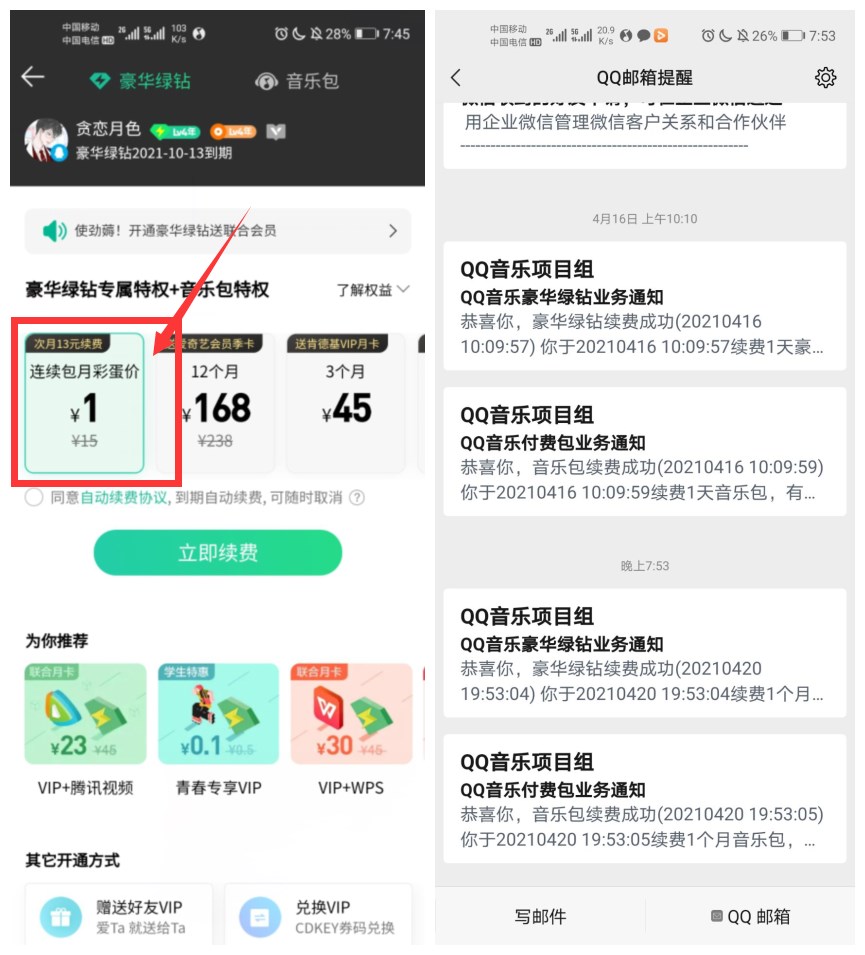 中国移动
中国电信 HD
26
5G
103
K/s
28%
7:45
豪华绿钻
音乐包
贪恋月色
Lv4年
Lv4年
豪华绿钻2021-10-13到期
使劲薅！开通豪华绿钻送联合会员
豪华绿钻专属特权+音乐包特权
了解权益
次月13元续费
爱奇艺会员季卡
送肯德基VIP月卡
连续包月彩蛋价
12个月
3个月
¥1
¥168
¥45
¥15
¥238
同意自动续费协议, 到期自动续费, 可随时取消 ?
立即续费
为你推荐
联合月卡
学生特惠
联合月卡
¥23 ¥45
¥0.1 ¥0.5
¥30 ¥45
VIP+腾讯视频
青春专享VIP
VIP+WPS
其它开通方式
赠送好友VIP
爱Ta 就送给Ta
兑换VIP
CDKEY券码兑换
中国移动
中国电信 HD
26
5G
20.9
K/s
26%
7:53
QQ邮箱提醒
用企业微信管理微信客户关系和合作伙伴
----------------------------------------------------------
4月16日 上午10:10
QQ音乐项目组
QQ音乐豪华绿钻业务通知
恭喜你，豪华绿钻续费成功(20210416
10:09:57) 你于20210416 10:09:57续费1天豪…
QQ音乐项目组
QQ音乐付费包业务通知
恭喜你，音乐包续费成功(20210416 10:09:59)
你于20210416 10:09:59续费1天音乐包，有…
晚上7:53
QQ音乐项目组
QQ音乐豪华绿钻业务通知
恭喜你，豪华绿钻续费成功(20210420
19:53:04) 你于20210420 19:53:04续费1个月…
QQ音乐项目组
QQ音乐付费包业务通知
恭喜你，音乐包续费成功(20210420 19:53:05)
你于20210420 19:53:05续费1个月音乐包，…
写邮件
QQ 邮箱